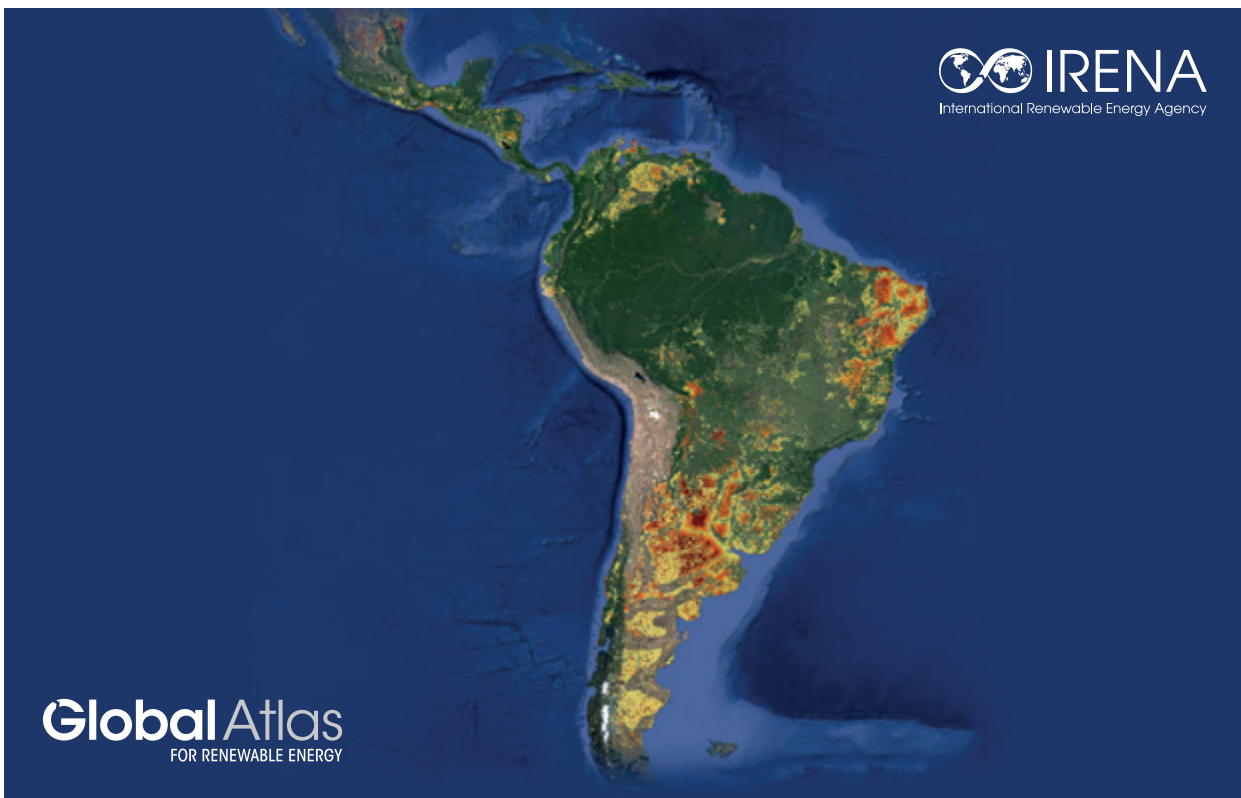 IRENA
International Renewable Energy Agency
Global Atlas
FOR RENEWABLE ENERGY